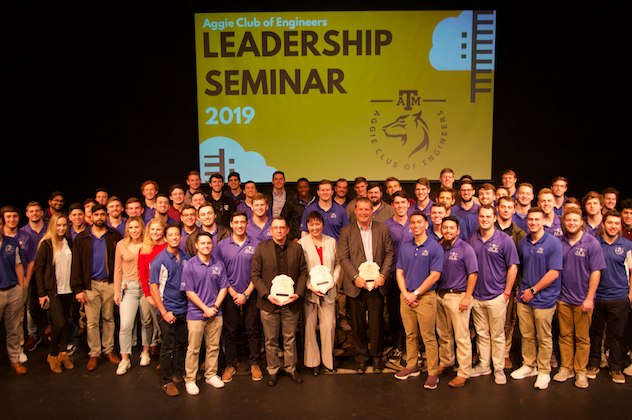 Aggie Club of Engineers
LEADERSHIP
SEMINAR
2019
ATM
AGGIE CLUB OF ENGINEERS